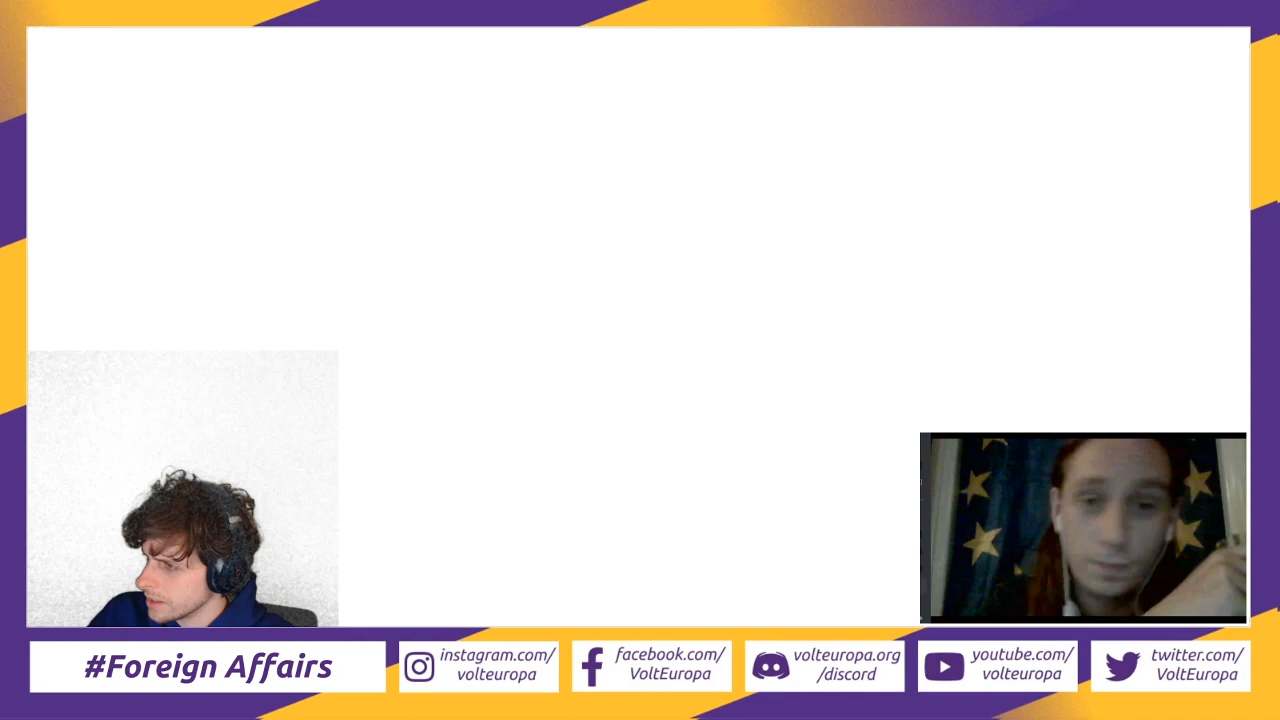 #Foreign Affairs
instagram.com/
volteuropa
facebook.com/
VoltEuropa
volteuropa.org
/discord
youtube.com/
volteuropa
twitter.com/
VoltEuropa